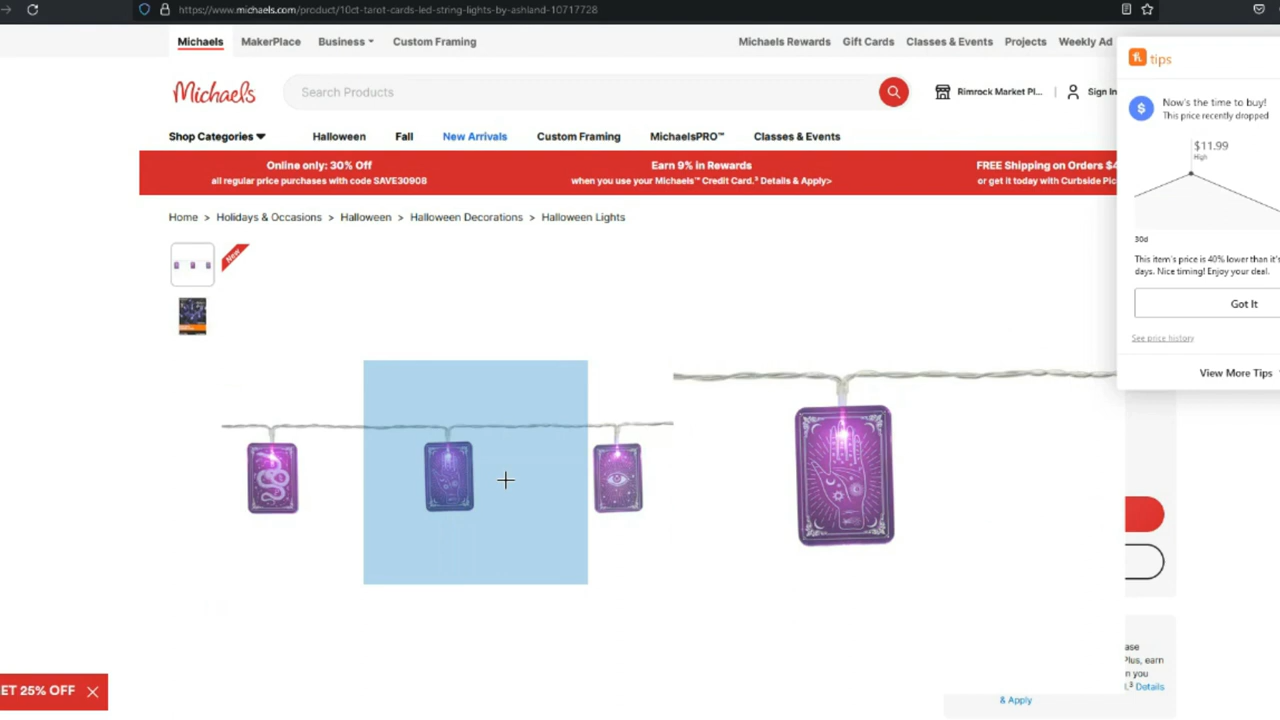 https://www.michaels.com/product/10ct-tarot-cards-led-string-lights-by-ashland-10717728
Michaels MakerPlace Business Custom Framing Michaels Rewards Gift Cards Classes & Events Projects Weekly Ad
Michaels Search Products Rimrock Market Pl... Sign In
Shop Categories Halloween Fall New Arrivals Custom Framing MichaelsPRO™ Classes & Events
Online only: 30% Off
all regular price purchases with code SAVE30908
Earn 9% in Rewards
when you use your Michaels™ Credit Card.³ Details & Apply>
FREE Shipping on Orders $4
or get it today with Curbside Pic
Home > Holidays & Occasions > Halloween > Halloween Decorations > Halloween Lights
New
tips
Now's the time to buy!
This price recently dropped
$11.99
High
30d
This item's price is 40% lower than it's
days. Nice timing! Enjoy your deal.
Got It
See price history
View More Tips
ET 25% OFF
ase
Plus, earn
n you
.³ Details
& Apply